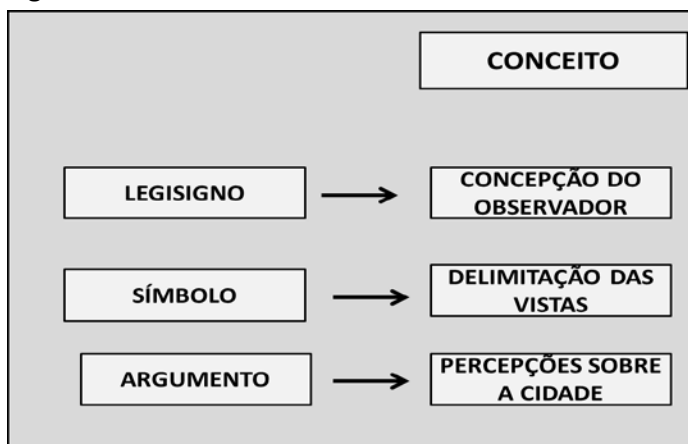 CONCEITO
LEGISIGNO
CONCEPÇÃO DO
OBSERVADOR
SÍMBOLO
DELIMITAÇÃO DAS
VISTAS
ARGUMENTO
PERCEPÇÕES SOBRE
A CIDADE